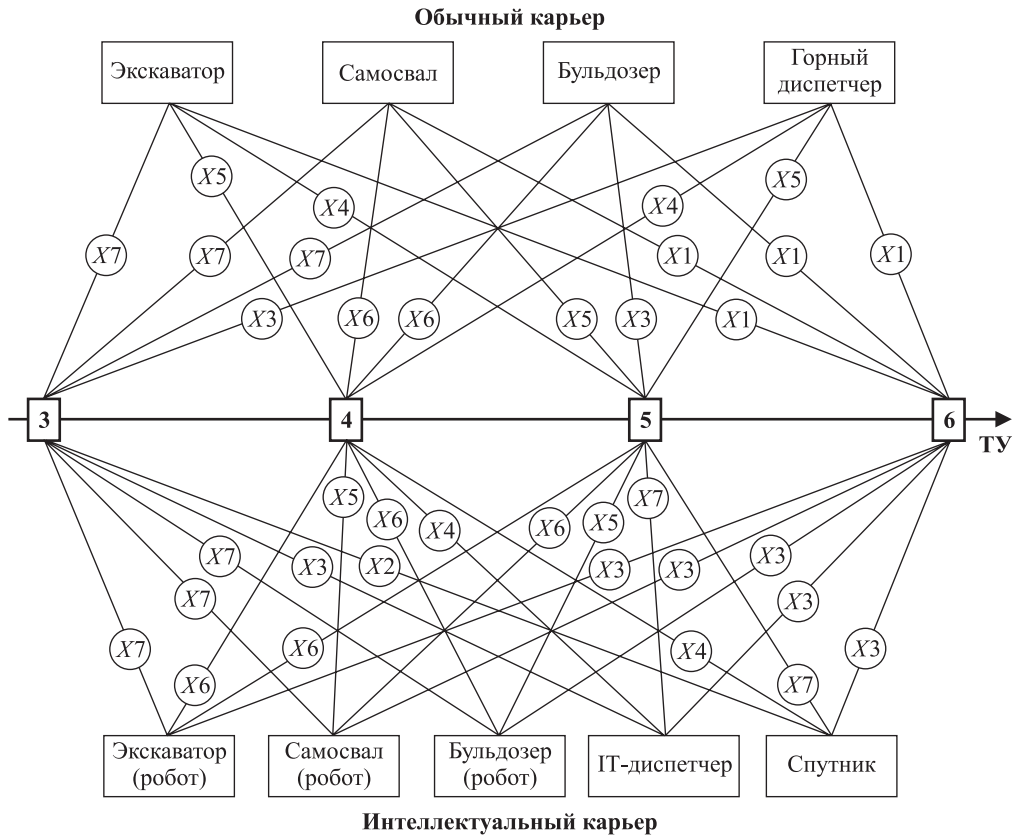 Обычный карьер
Экскаватор
Самосвал
Бульдозер
Горный
диспетчер
X5
X5
X4
X4
X7
X7
X7
X1
X1
X1
X3
X6
X6
X5
X3
X1
3
4
5
6
ТУ
X5
X7
X6
X4
X6
X5
X7
X3
X2
X3
X3
X3
X7
X3
X7
X6
X4
X3
X6
X7
Экскаватор
(робот)
Самосвал
(робот)
Бульдозер
(робот)
IT-диспетчер
Спутник
Интеллектуальный карьер